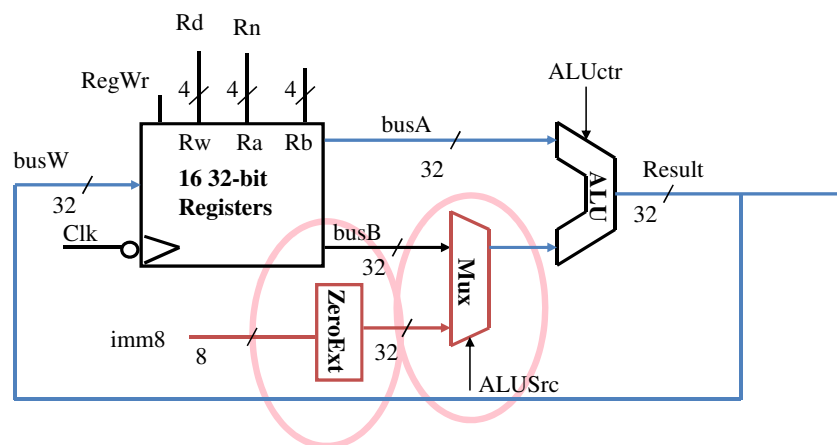 Rd
Rn
RegWr
4
4
4
ALUctr
busA
Rw
Ra
Rb
busW
32
Result
16 32-bit
Registers
32
ALU
32
Clk
busB
32
Mux
ZeroExt
imm8
8
32
ALUSrc